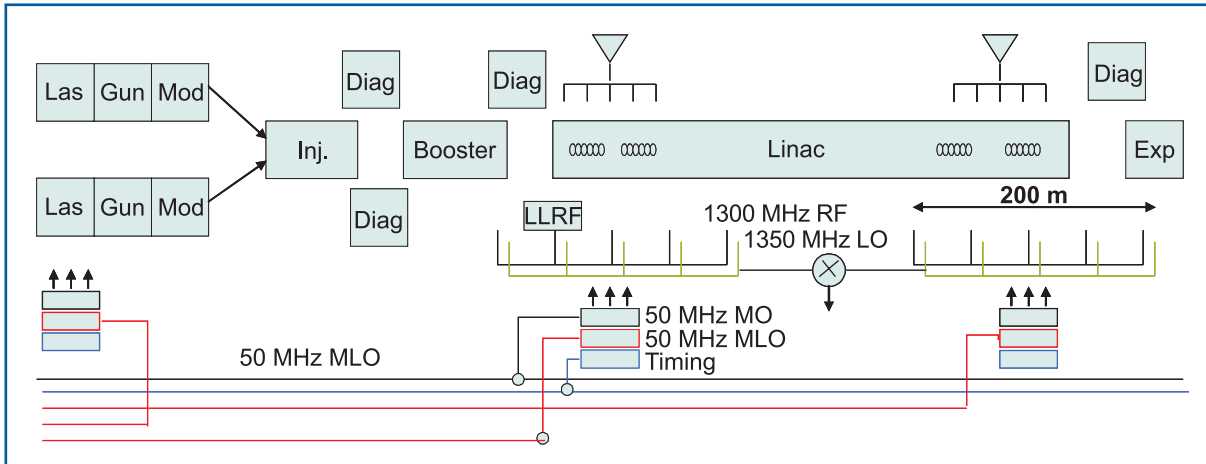 Las Gun Mod
Las Gun Mod
Inj.
Diag
Diag
Booster
Diag
Linac
Diag
Exp
200 m
LLRF
1300 MHz RF
1350 MHz LO
50 MHz MO
50 MHz MLO
Timing
50 MHz MLO